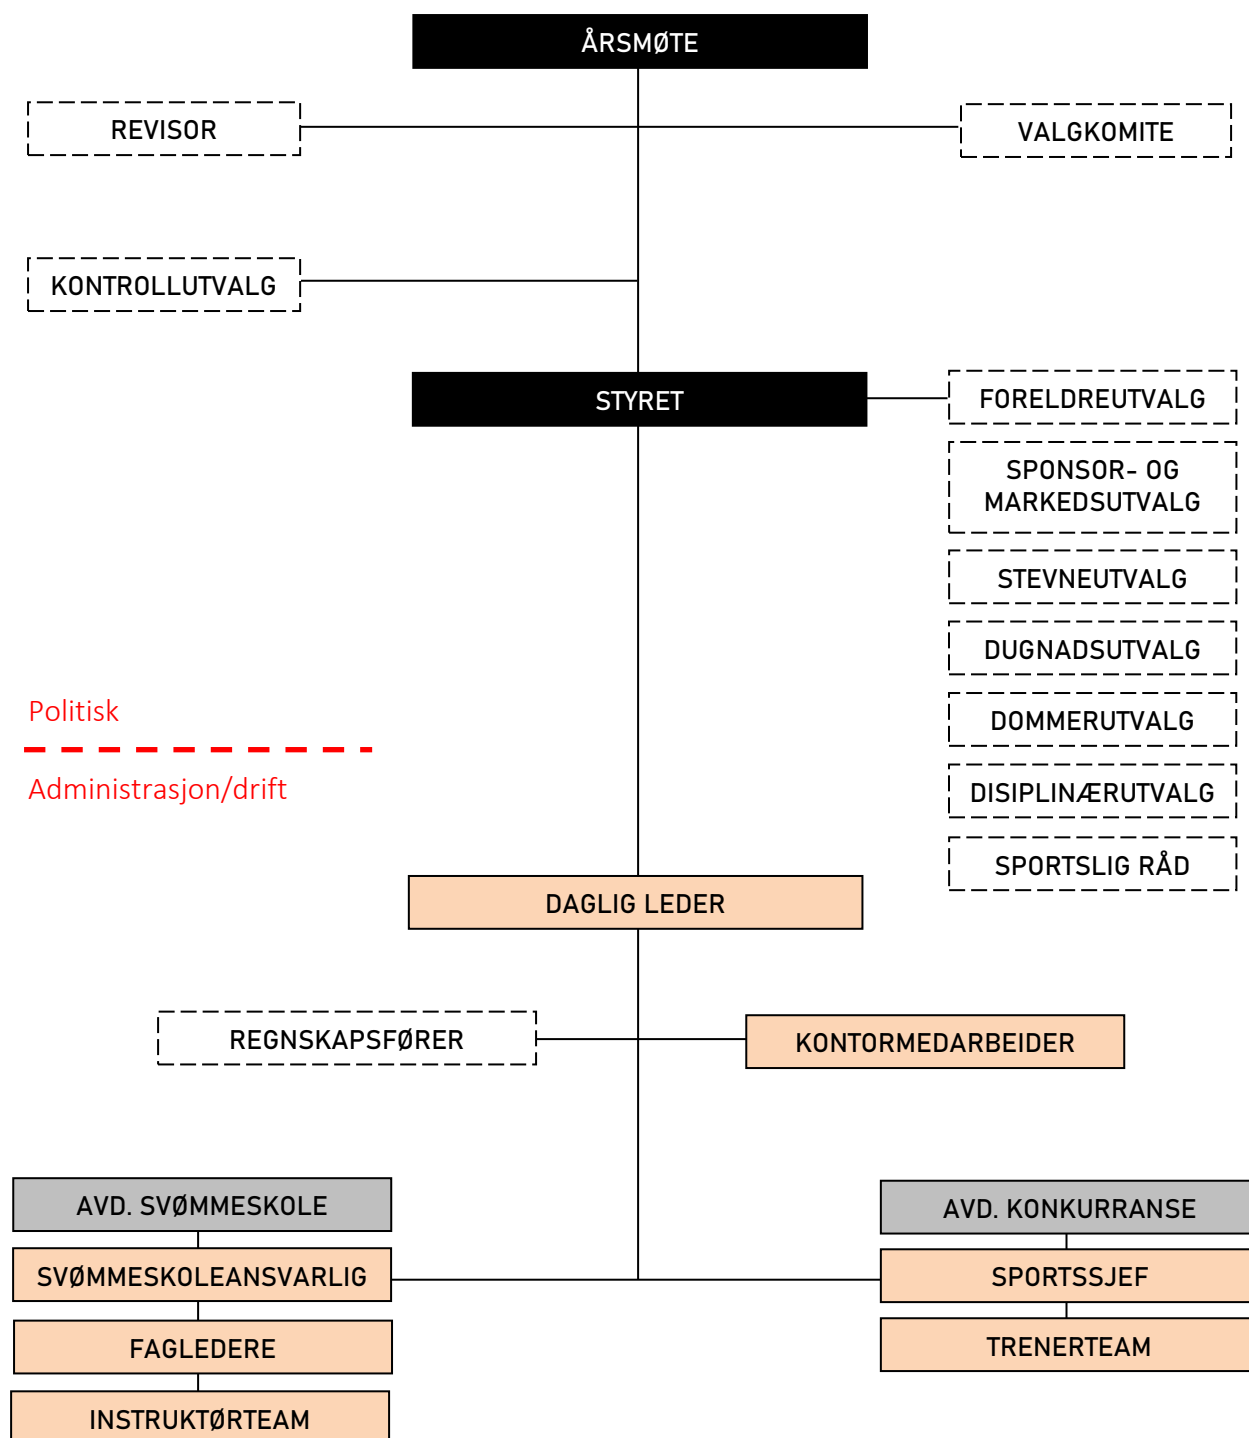 ÅRSMØTE
REVISOR
VALGKOMITE
KONTROLLUTVALG
STYRET
FORELDREUTVALG
SPONSOR- OG
MARKEDSUTVALG
STEVNEUTVALG
DUGNADSUTVALG
Politisk
DOMMERUTVALG
Administrasjon/drift
DISIPLINÆRUTVALG
SPORTSLIG RÅD
DAGLIG LEDER
REGNSKAPSFØRER
KONTORMEDARBEIDER
AVD. SVØMMESKOLE
AVD. KONKURRANSE
SVØMMESKOLEANSVARLIG
SPORTSSJEF
FAGLEDERE
TRENERTEAM
INSTRUKTØRTEAM